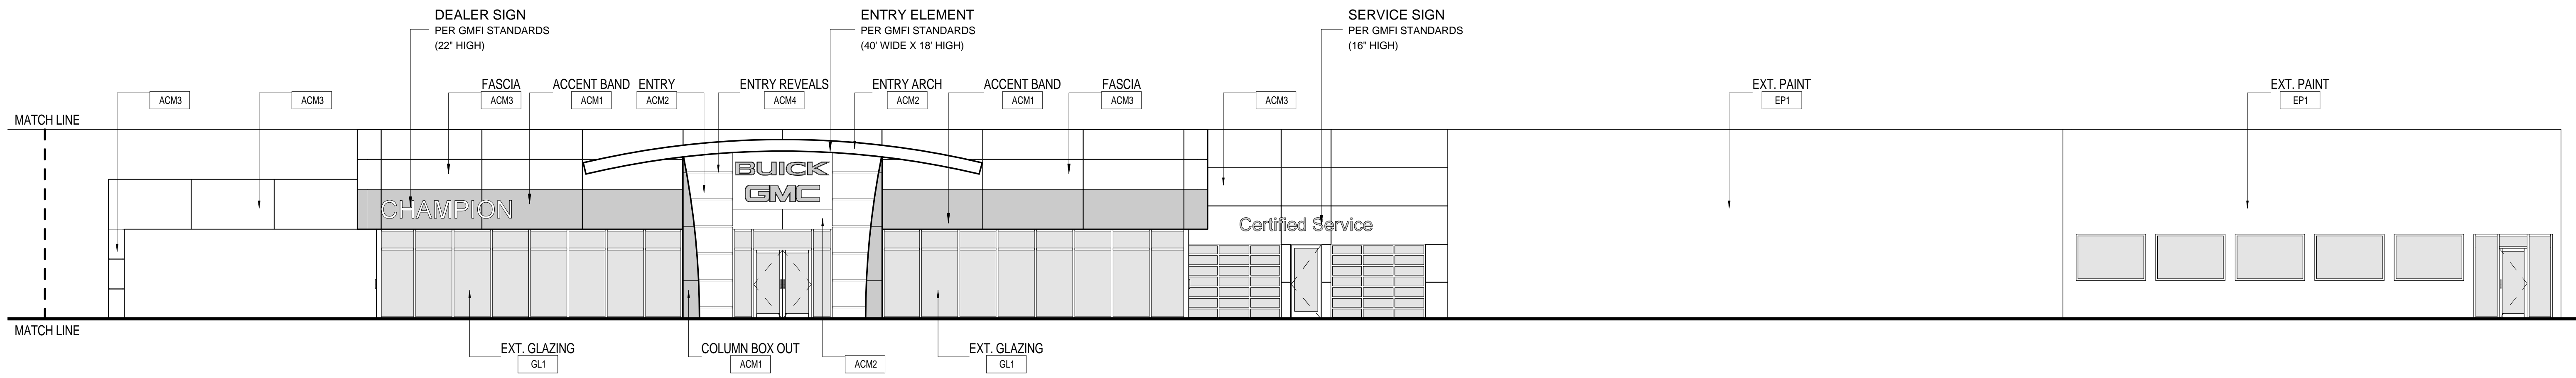 DEALER SIGN
PER GMFI STANDARDS
(22" HIGH)
ENTRY ELEMENT
PER GMFI STANDARDS
(40' WIDE X 18' HIGH)
SERVICE SIGN
PER GMFI STANDARDS
(16" HIGH)
ACM3
ACM3
FASCIA
ACM3
ACCENT BAND
ACM1
ENTRY
ACM2
ENTRY REVEALS
ACM4
ENTRY ARCH
ACM2
ACCENT BAND
ACM1
FASCIA
ACM3
ACM3
EXT. PAINT
EP1
EXT. PAINT
EP1
MATCH LINE
BUICK
GMC
CHAMPION
Certified Service
MATCH LINE
EXT. GLAZING
GL1
COLUMN BOX OUT
ACM1
ACM2
EXT. GLAZING
GL1